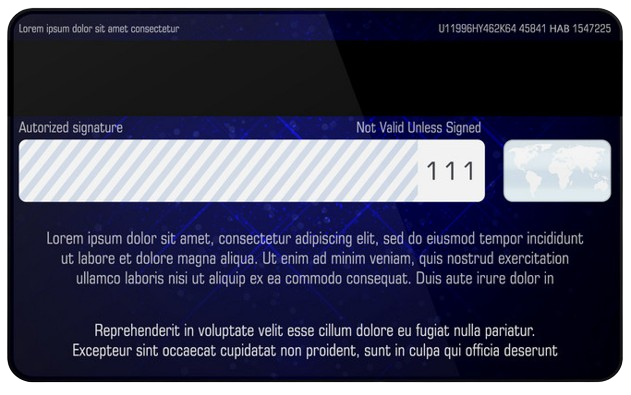 Lorem ipsum dolor sit amet consectetur
U11996HY462K64 45841 HAB 1547225
Autorized signature
Not Valid Unless Signed
111
Lorem ipsum dolor sit amet, consectetur adipiscing elit, sed do eiusmod tempor incididunt
ut labore et dolore magna aliqua. Ut enim ad minim veniam, quis nostrud exercitation
ullamco laboris nisi ut aliquip ex ea commodo consequat. Duis aute irure dolor in
Reprehenderit in voluptate velit esse cillum dolore eu fugiat nulla pariatur.
Excepteur sint occaecat cupidatat non proident, sunt in culpa qui officia deserunt